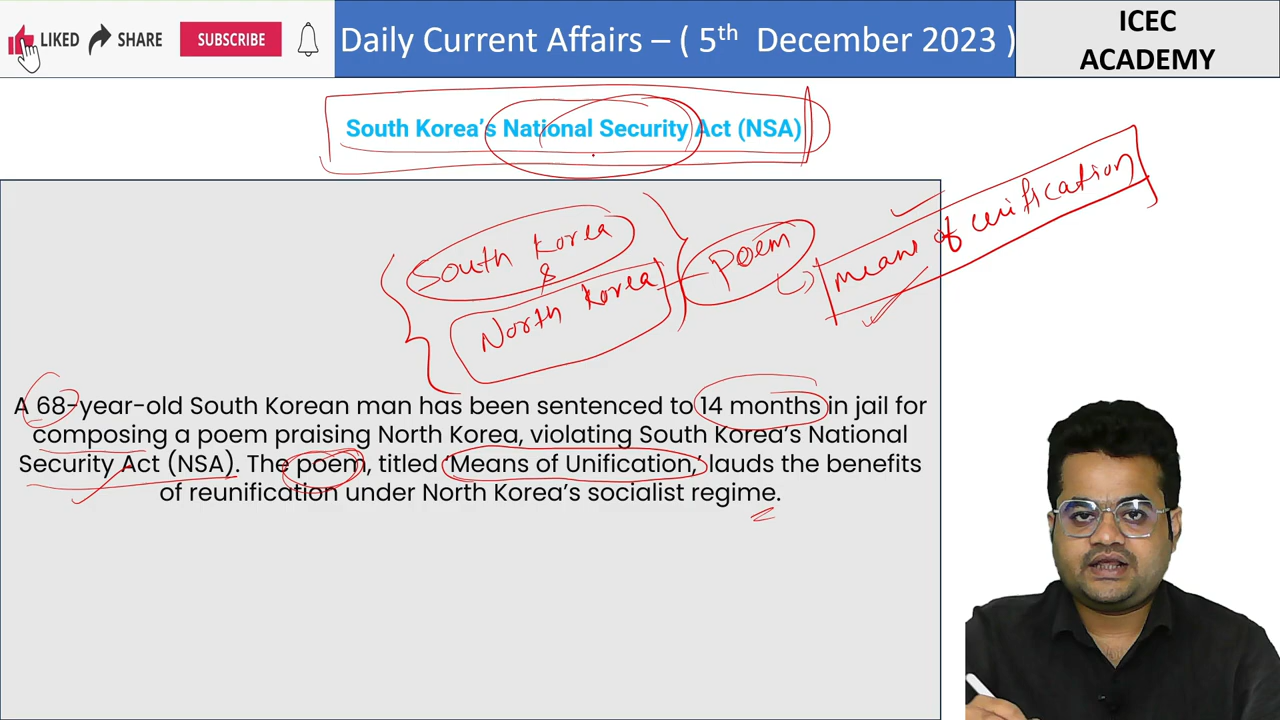 LIKED SHARE SUBSCRIBE Daily Current Affairs – ( 5th December 2023 ) ICEC
ACADEMY
South Korea's National Security Act (NSA)
South Korea
&
North Korea
Poem
means of unification
A 68-year-old South Korean man has been sentenced to 14 months in jail for
composing a poem praising North Korea, violating South Korea's National
Security Act (NSA). The poem, titled 'Means of Unification,' lauds the benefits
of reunification under North Korea's socialist regime.